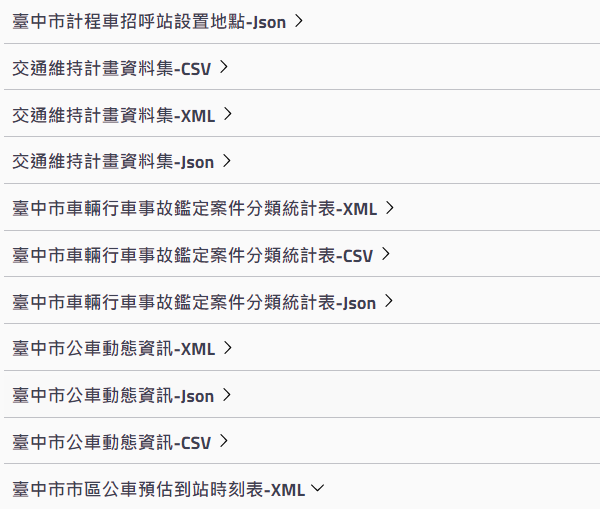 臺中市計程車招呼站設置地點-Json
交通維持計畫資料集-CSV
交通維持計畫資料集-XML
交通維持計畫資料集-Json
臺中市車輛行車事故鑑定案件分類統計表-XML
臺中市車輛行車事故鑑定案件分類統計表-CSV
臺中市車輛行車事故鑑定案件分類統計表-Json
臺中市公車動態資訊-XML
臺中市公車動態資訊-Json
臺中市公車動態資訊-CSV
臺中市市區公車預估到站時刻表-XML